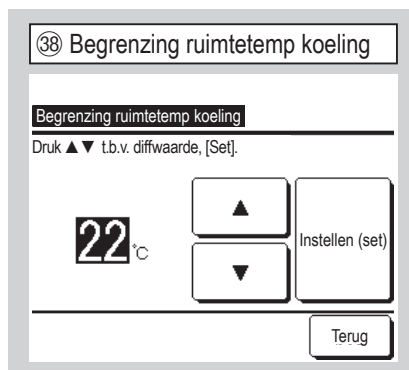 ㊳ Begrenzing ruimtetemp koeling
Begrenzing ruimtetemp koeling
Druk ▲▼ t.b.v. diffwaarde, [Set].
▲
22°C
Instellen (set)
▼
Terug